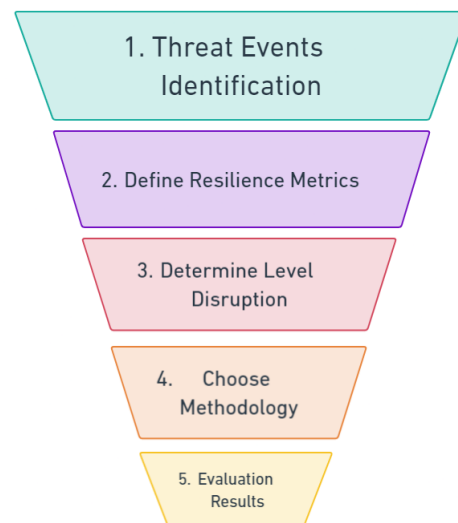 1. Threat Events
Identification
2. Define Resilience Metrics
3. Determine Level
Disruption
4. Choose
Methodology
5. Evaluation
Results